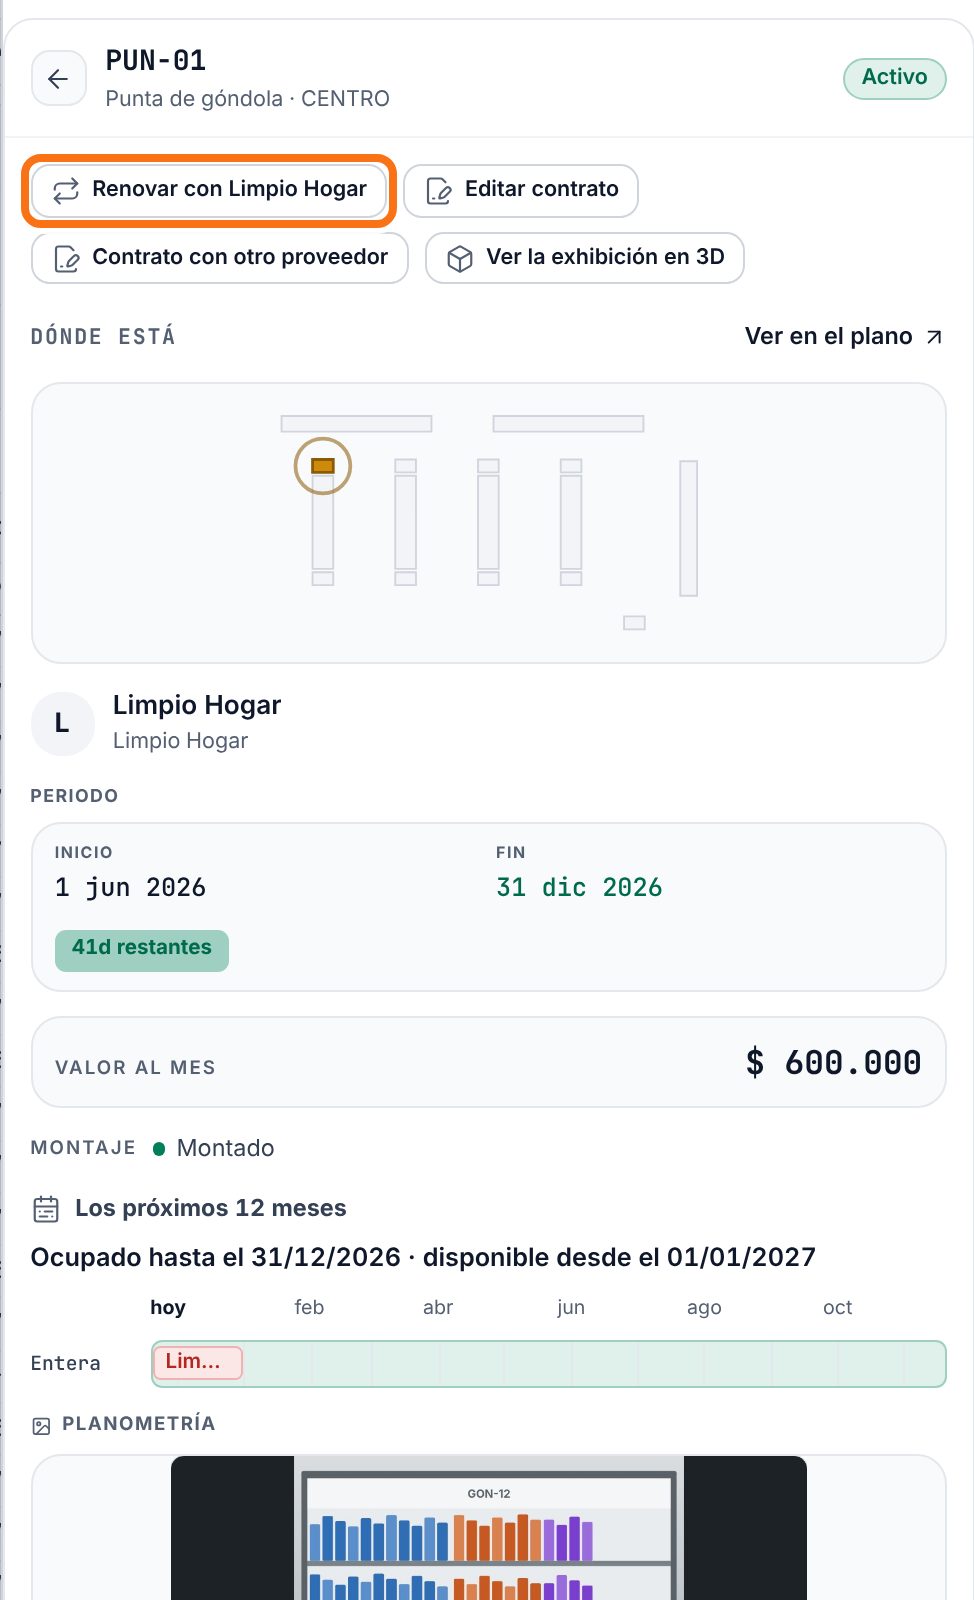 PUN-01
Punta de góndola · CENTRO
Activo
Renovar con Limpio Hogar
Editar contrato
Contrato con otro proveedor
Ver la exhibición en 3D
DÓNDE ESTÁ
Ver en el plano
L
Limpio Hogar
Limpio Hogar
PERIODO
INICIO
FIN
1 jun 2026
31 dic 2026
41d restantes
VALOR AL MES
$ 600.000
MONTAJE
Montado
Los próximos 12 meses
Ocupado hasta el 31/12/2026 · disponible desde el 01/01/2027
hoy feb abr jun ago oct
Entera
Lim...
PLANOMETRÍA
GON-12